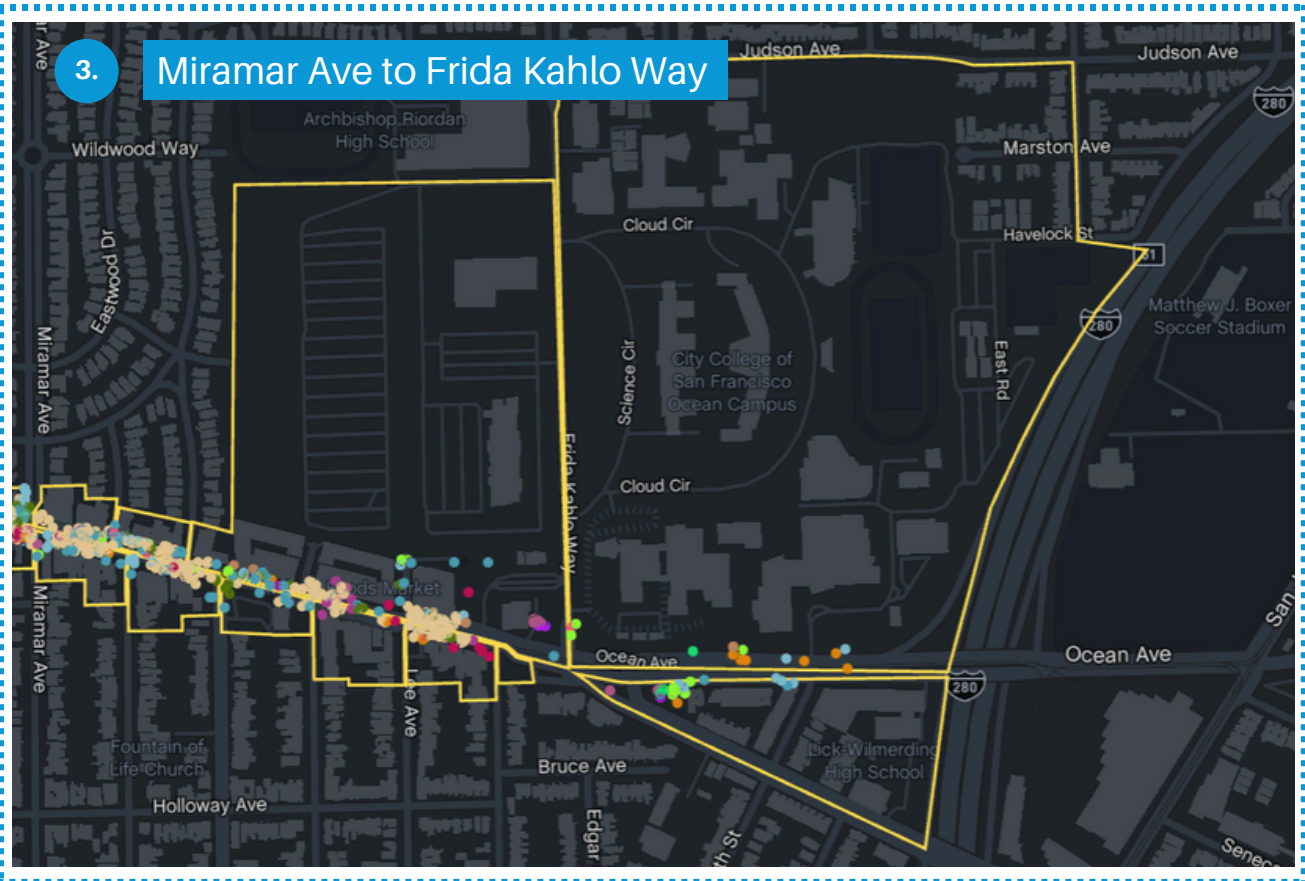 3.
Miramar Ave to Frida Kahlo Way
Judson Ave
Judson Ave
280
Archbishop Riordan
High School
Wildwood Way
Marston Ave
Cloud Cir
Havelock St
Eastwood Dr
Matthew J. Boxer
Soccer Stadium
280
Miramar Ave
Science Cir
City College of
San Francisco
Ocean Campus
East Rd
Frida Kahlo Way
Cloud Cir
Market
Miramar Ave
Ocean Ave
Ocean Ave
280
Lee Ave
Fountain of
Life Church
Bruce Ave
Lick-Wilmerding
High School
Holloway Ave
Edgar
th St